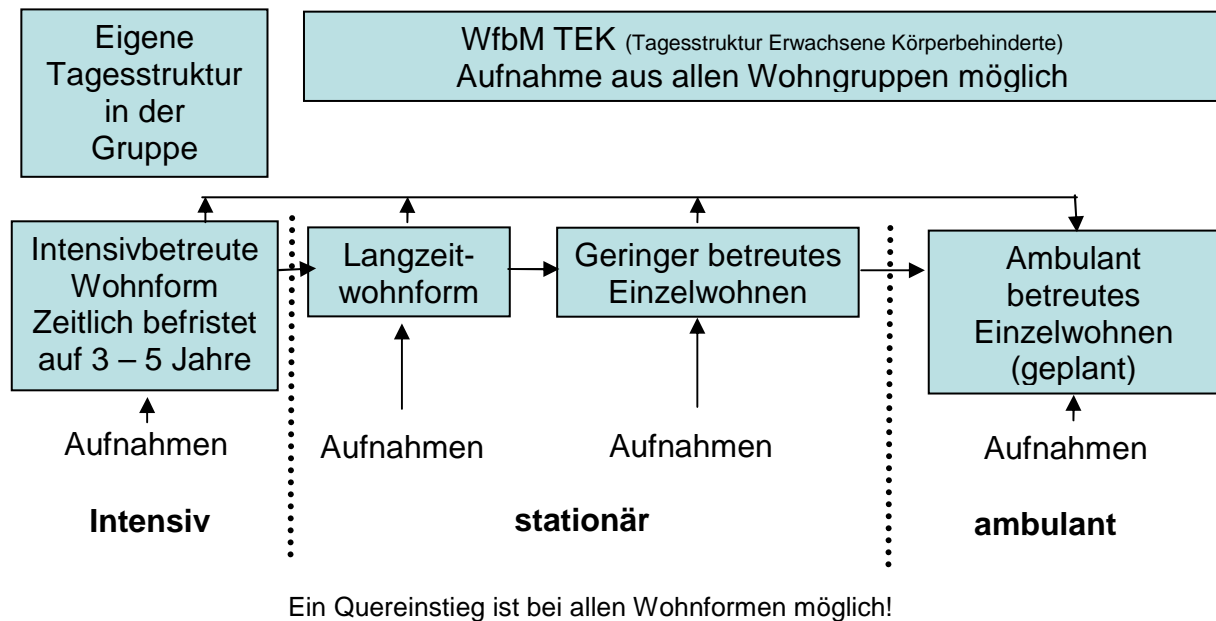 Eigene
Tagesstruktur
in der
Gruppe
WfbM TEK (Tagesstruktur Erwachsene Körperbehinderte)
Aufnahme aus allen Wohngruppen möglich
Intensivbetreute
Wohnform
Zeitlich befristet
auf 3 – 5 Jahre
Langzeit-
wohnform
Geringer betreutes
Einzelwohnen
Ambulant
betreutes
Einzelwohnen
(geplant)
Aufnahmen
Aufnahmen
Aufnahmen
Aufnahmen
Intensiv
stationär
ambulant
Ein Quereinstieg ist bei allen Wohnformen möglich!